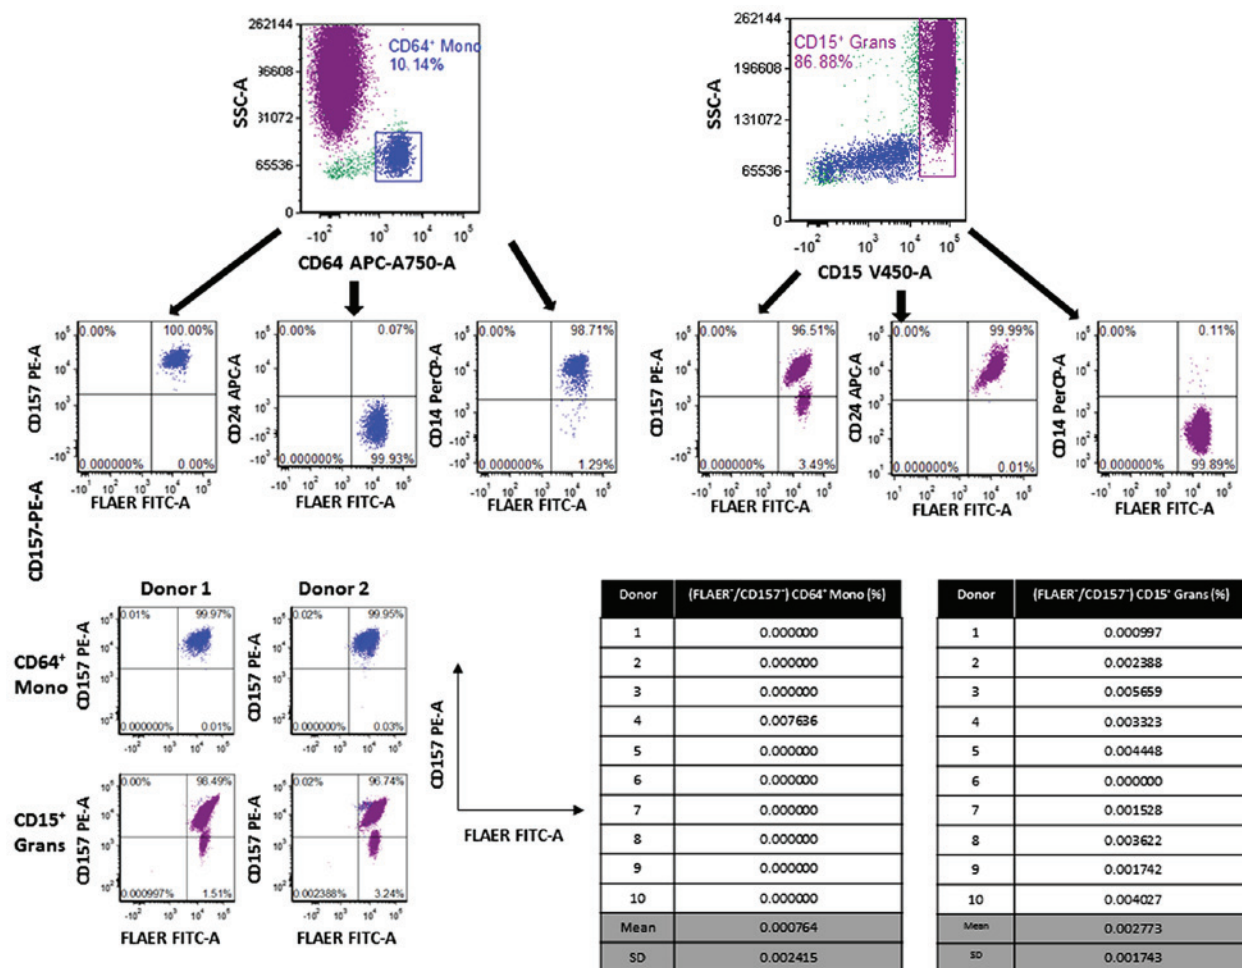 262144
96608
31072
65536
0
SSC-A
CD64⁺ Mono
10.14%
-10² 10³ 10⁴ 10⁵
CD64 APC-A750-A
262144
196608
131072
65536
0
SSC-A
CD15⁺ Grans
86.88%
-10² 10³ 10⁴ 10⁵
CD15 V450-A
0.00% 100.00%
0.000000% 0.00%
CD157 PE-A
FLAER FITC-A
0.00% 0.07%
0.000000% 99.93%
CD24 APC-A
FLAER FITC-A
0.00% 98.71%
0.000000% 1.29%
CD14 PerCP-A
FLAER FITC-A
0.00% 96.51%
0.000000% 3.49%
CD157 PE-A
FLAER FITC-A
0.00% 99.99%
0.000000% 0.01%
CD24 APC-A
FLAER FITC-A
0.00% 0.11%
0.000000% 99.89%
CD14 PerCP-A
FLAER FITC-A
CD157-PE-A
Donor 1 Donor 2
CD64⁺
Mono
0.01% 99.97%
0.000000% 0.01%
CD157 PE-A
0.02% 99.95%
0.000000% 0.03%
CD157 PE-A
CD15⁺
Grans
0.00% 98.49%
0.000997% 1.51%
CD157 PE-A
FLAER FITC-A
0.02% 96.74%
0.002388% 3.24%
CD157 PE-A
FLAER FITC-A
CD157 PE-A
FLAER FITC-A
Donor (FLAER⁻/CD157⁻) CD64⁺ Mono (%)
1 0.000000
2 0.000000
3 0.000000
4 0.007636
5 0.000000
6 0.000000
7 0.000000
8 0.000000
9 0.000000
10 0.000000
Mean 0.000764
SD 0.002415
Donor (FLAER⁻/CD157⁻) CD15⁺ Grans (%)
1 0.000997
2 0.002388
3 0.005659
4 0.003323
5 0.004448
6 0.000000
7 0.001528
8 0.003622
9 0.001742
10 0.004027
Mean 0.002773
SD 0.001743